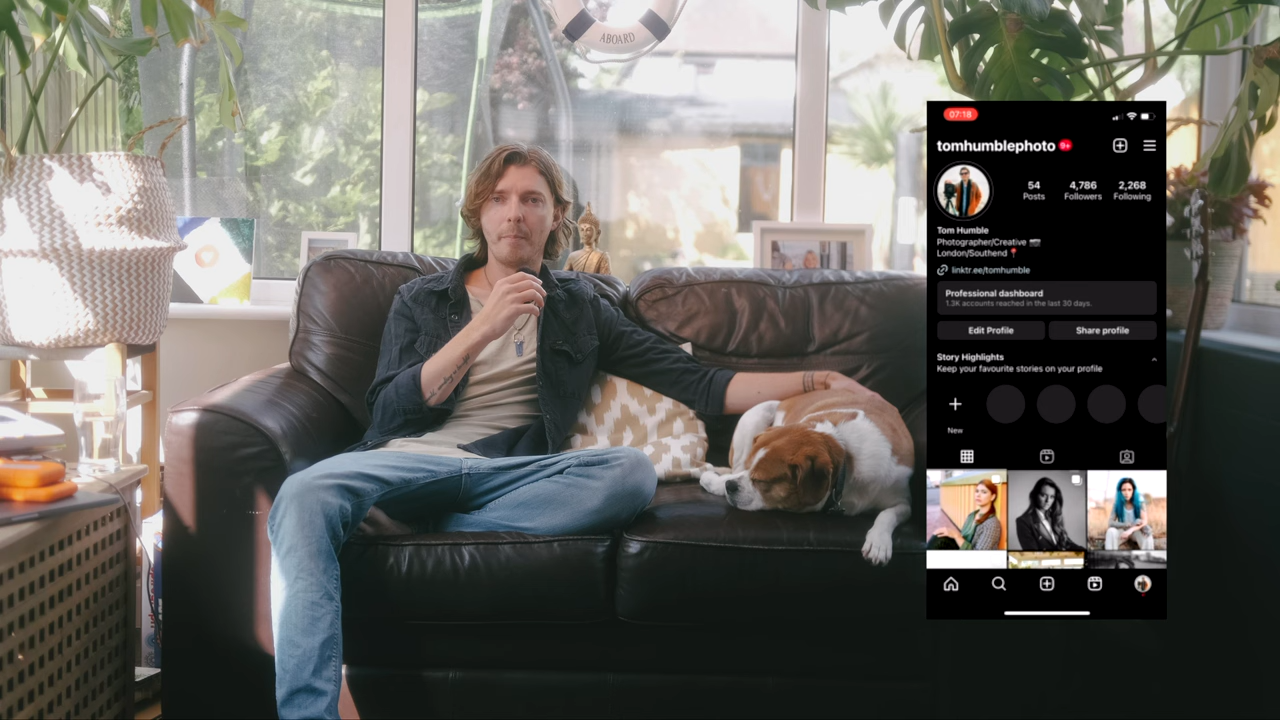 ABOARD
07:18
tomhumblephoto 9+
54 4,786 2,268
Posts Followers Following
Tom Humble
Photographer/Creative 📷
London/Southend 📍
linktr.ee/tomhumble
Professional dashboard
1.3K accounts reached in the last 30 days.
Edit Profile Share profile
Story Highlights
Keep your favourite stories on your profile
New